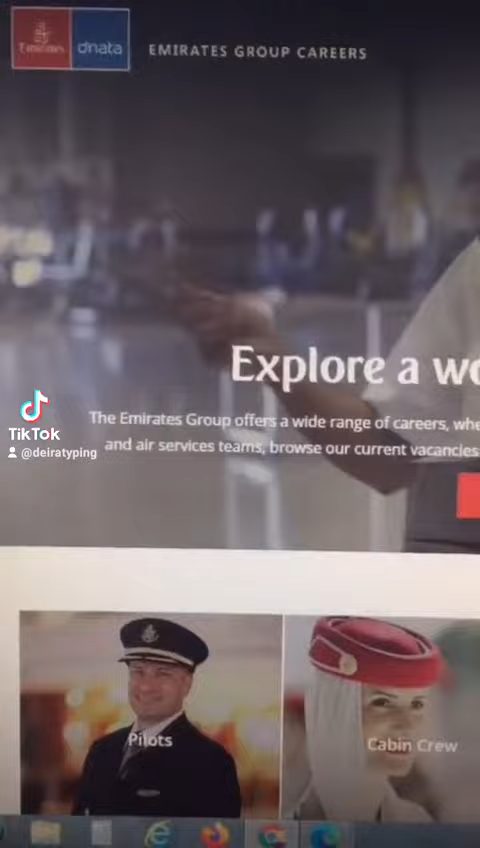 Emirates
dnata
EMIRATES GROUP CAREERS
Explore a wo
TikTok
@deiratyping
The Emirates Group offers a wide range of careers, whe
and air services teams, browse our current vacancies
Pilots
Cabin Crew